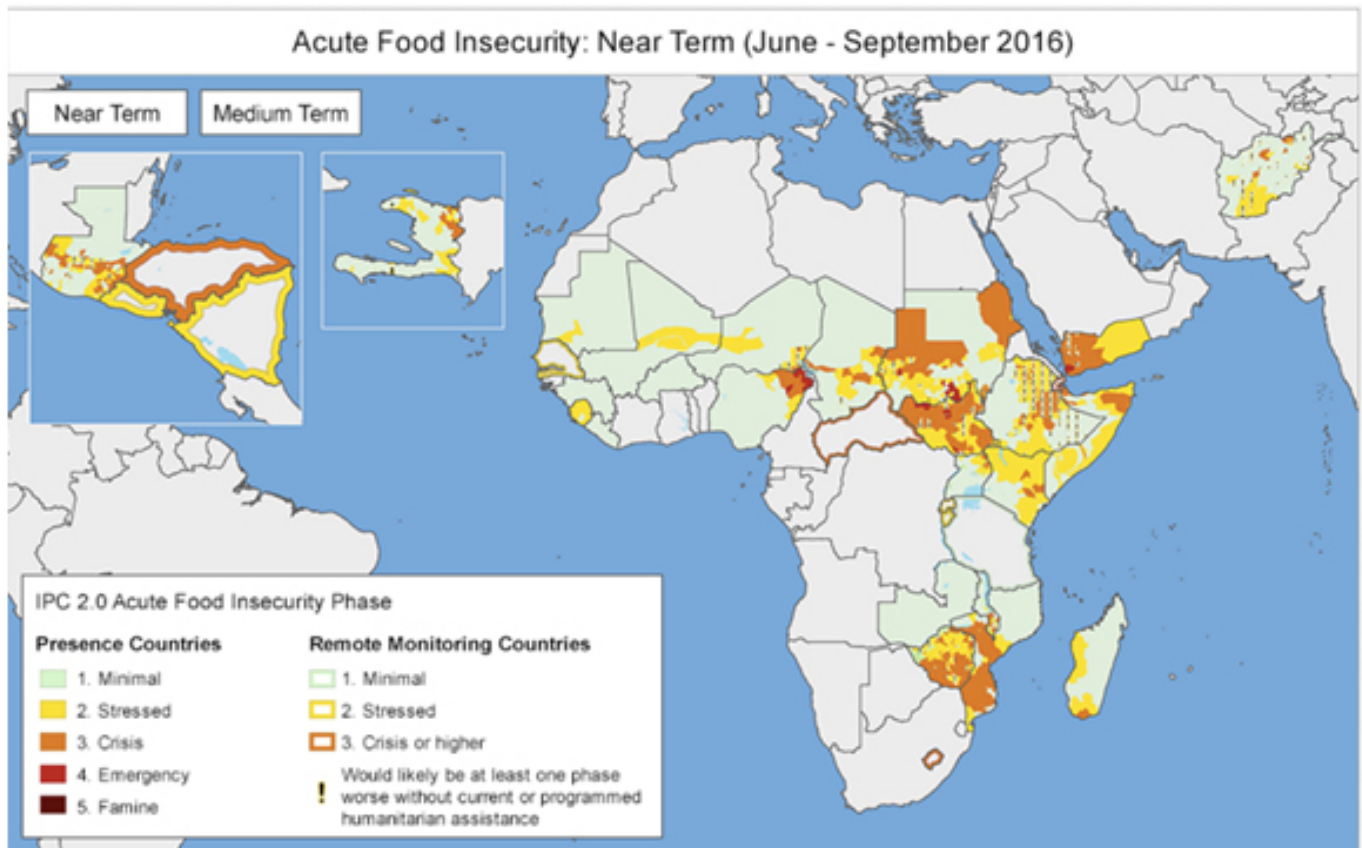 Acute Food Insecurity: Near Term (June - September 2016)
Near Term
Medium Term
IPC 2.0 Acute Food Insecurity Phase
Presence Countries
1. Minimal
2. Stressed
3. Crisis
4. Emergency
5. Famine
Remote Monitoring Countries
1. Minimal
2. Stressed
3. Crisis or higher
! Would likely be at least one phase
worse without current or programmed
humanitarian assistance